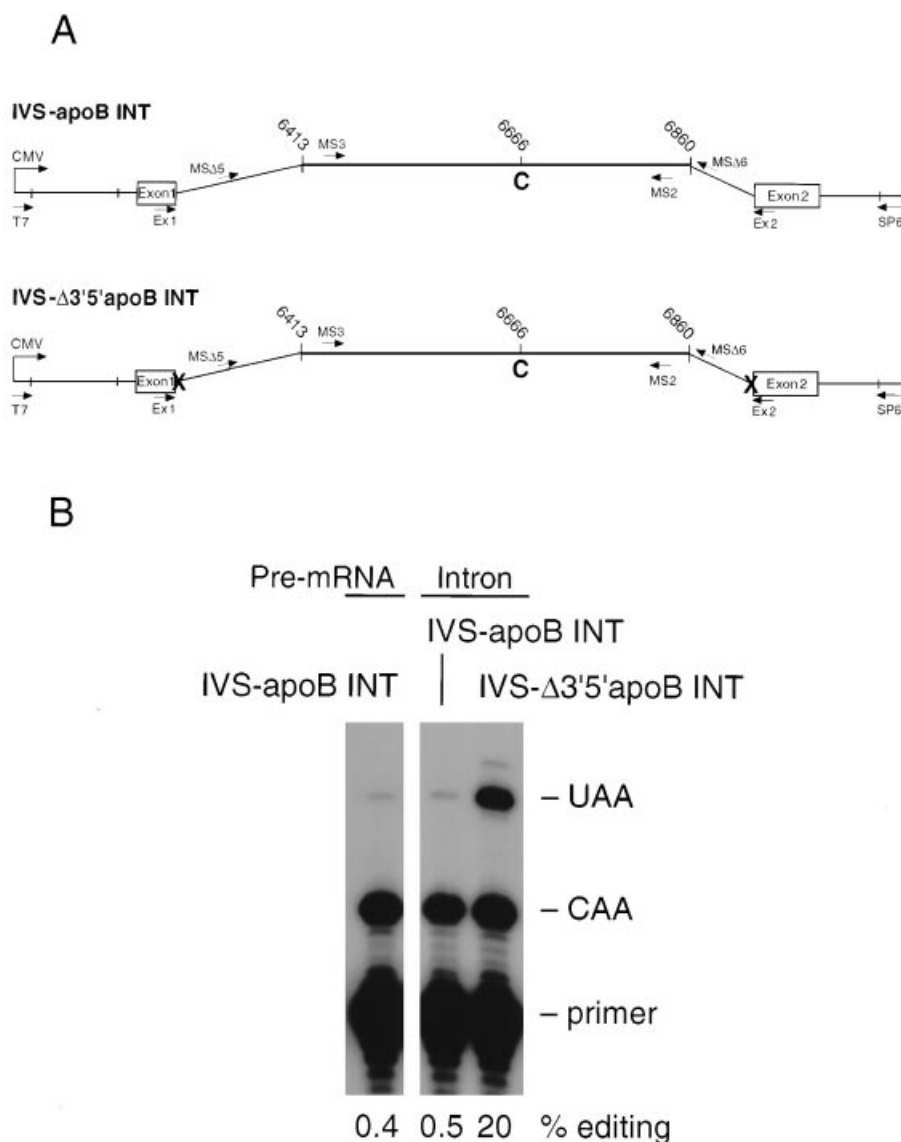 A
IVS-apoB INT
CMV
T7
Exon1
Ex1
MSΔ5
6413
MS3
6666
C
MS2
6860
MSΔ6
Exon2
Ex2
SP6
IVS-Δ3'5'apoB INT
CMV
T7
Exon1
X
Ex1
MSΔ5
6413
MS3
6666
C
MS2
6860
MSΔ6
X
Exon2
Ex2
SP6
B
Pre-mRNA Intron
IVS-apoB INT
IVS-apoB INT IVS-Δ3'5'apoB INT
– UAA
– CAA
– primer
0.4 0.5 20 % editing